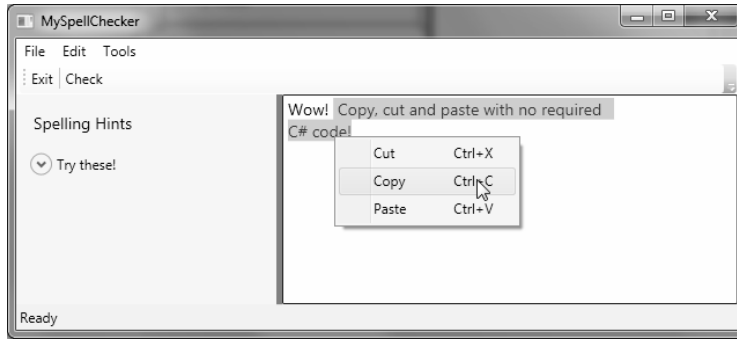 MySpellChecker
File Edit Tools
Exit Check
Spelling Hints
Try these!
Wow! Copy, cut and paste with no required
C# code!
Cut Ctrl+X
Copy Ctrl+C
Paste Ctrl+V
Ready